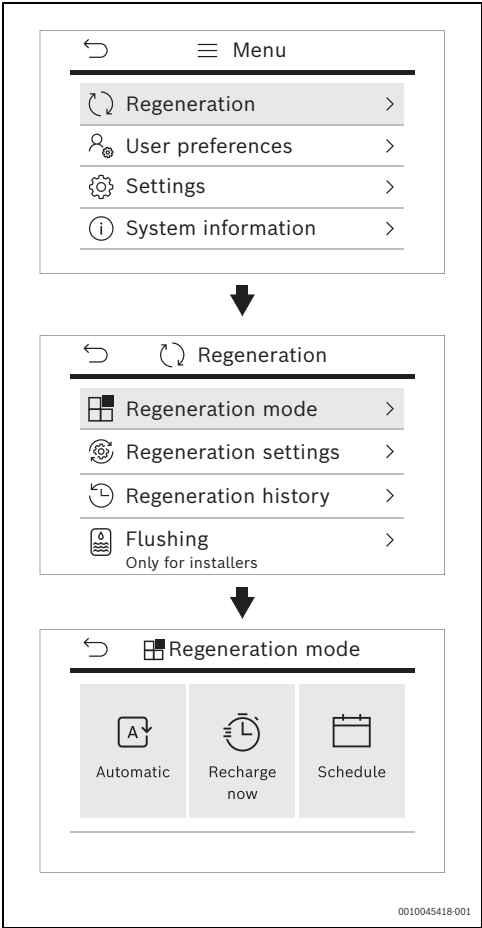 Menu
Regeneration
User preferences
Settings
System information
Regeneration
Regeneration mode
Regeneration settings
Regeneration history
Flushing
Only for installers
Regeneration mode
A
Automatic
Recharge
now
Schedule
0010045418-001